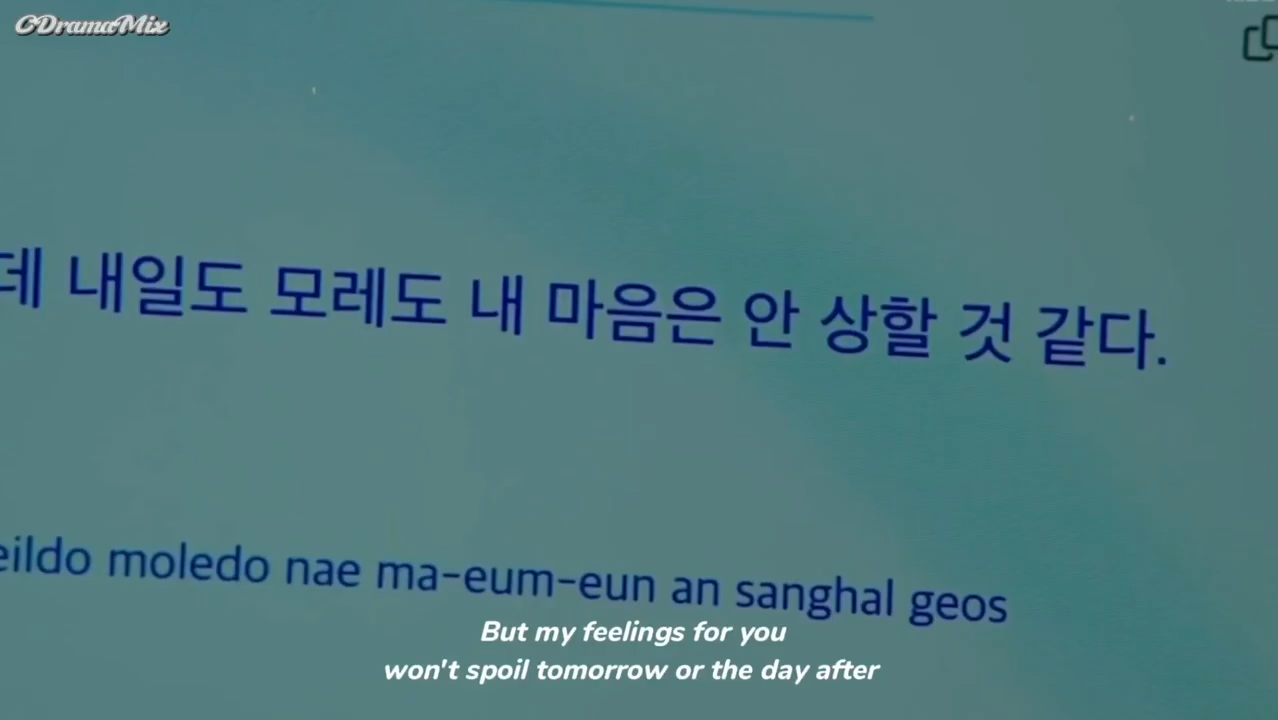 CDramaMix
데 내일도 모레도 내 마음은 안 상할 것 같다.
eildo moledo nae ma-eum-eun an sanghal geos
But my feelings for you
won't spoil tomorrow or the day after